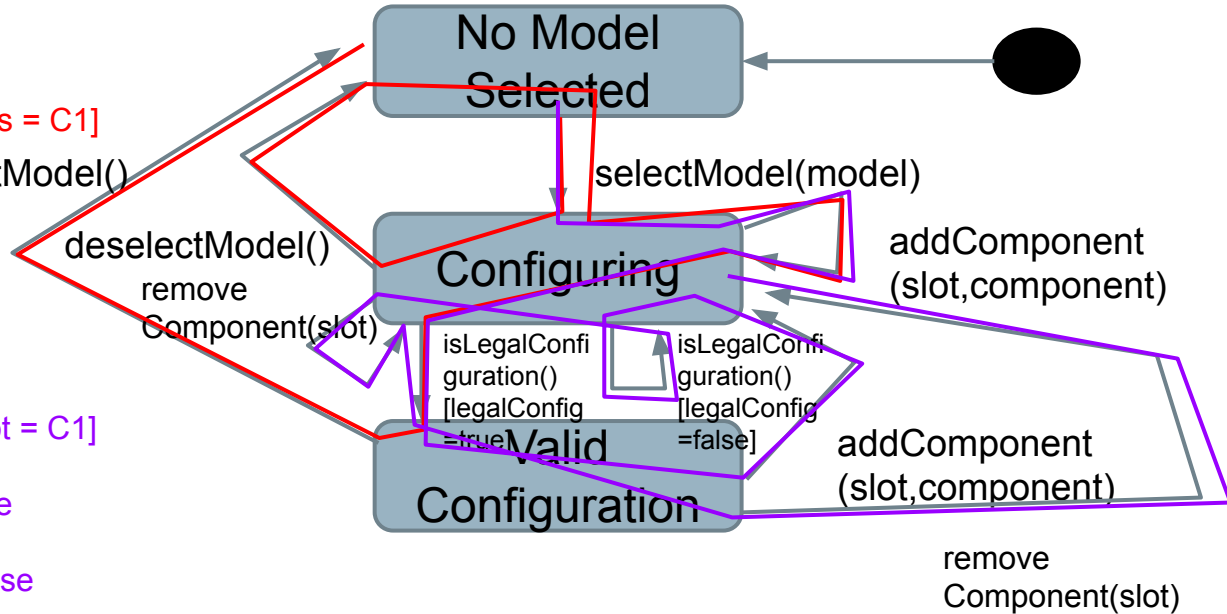 No Model
Selected
s = C1]
tModel()
selectModel(model)
deselectModel()
remove
Component(slot)
Configuring
addComponent
(slot,component)
isLegalConfi
guration()
[legalConfig
=true]
isLegalConfi
guration()
[legalConfig
=false]
t = C1]
Valid
Configuration
addComponent
(slot,component)
e
se
remove
Component(slot)